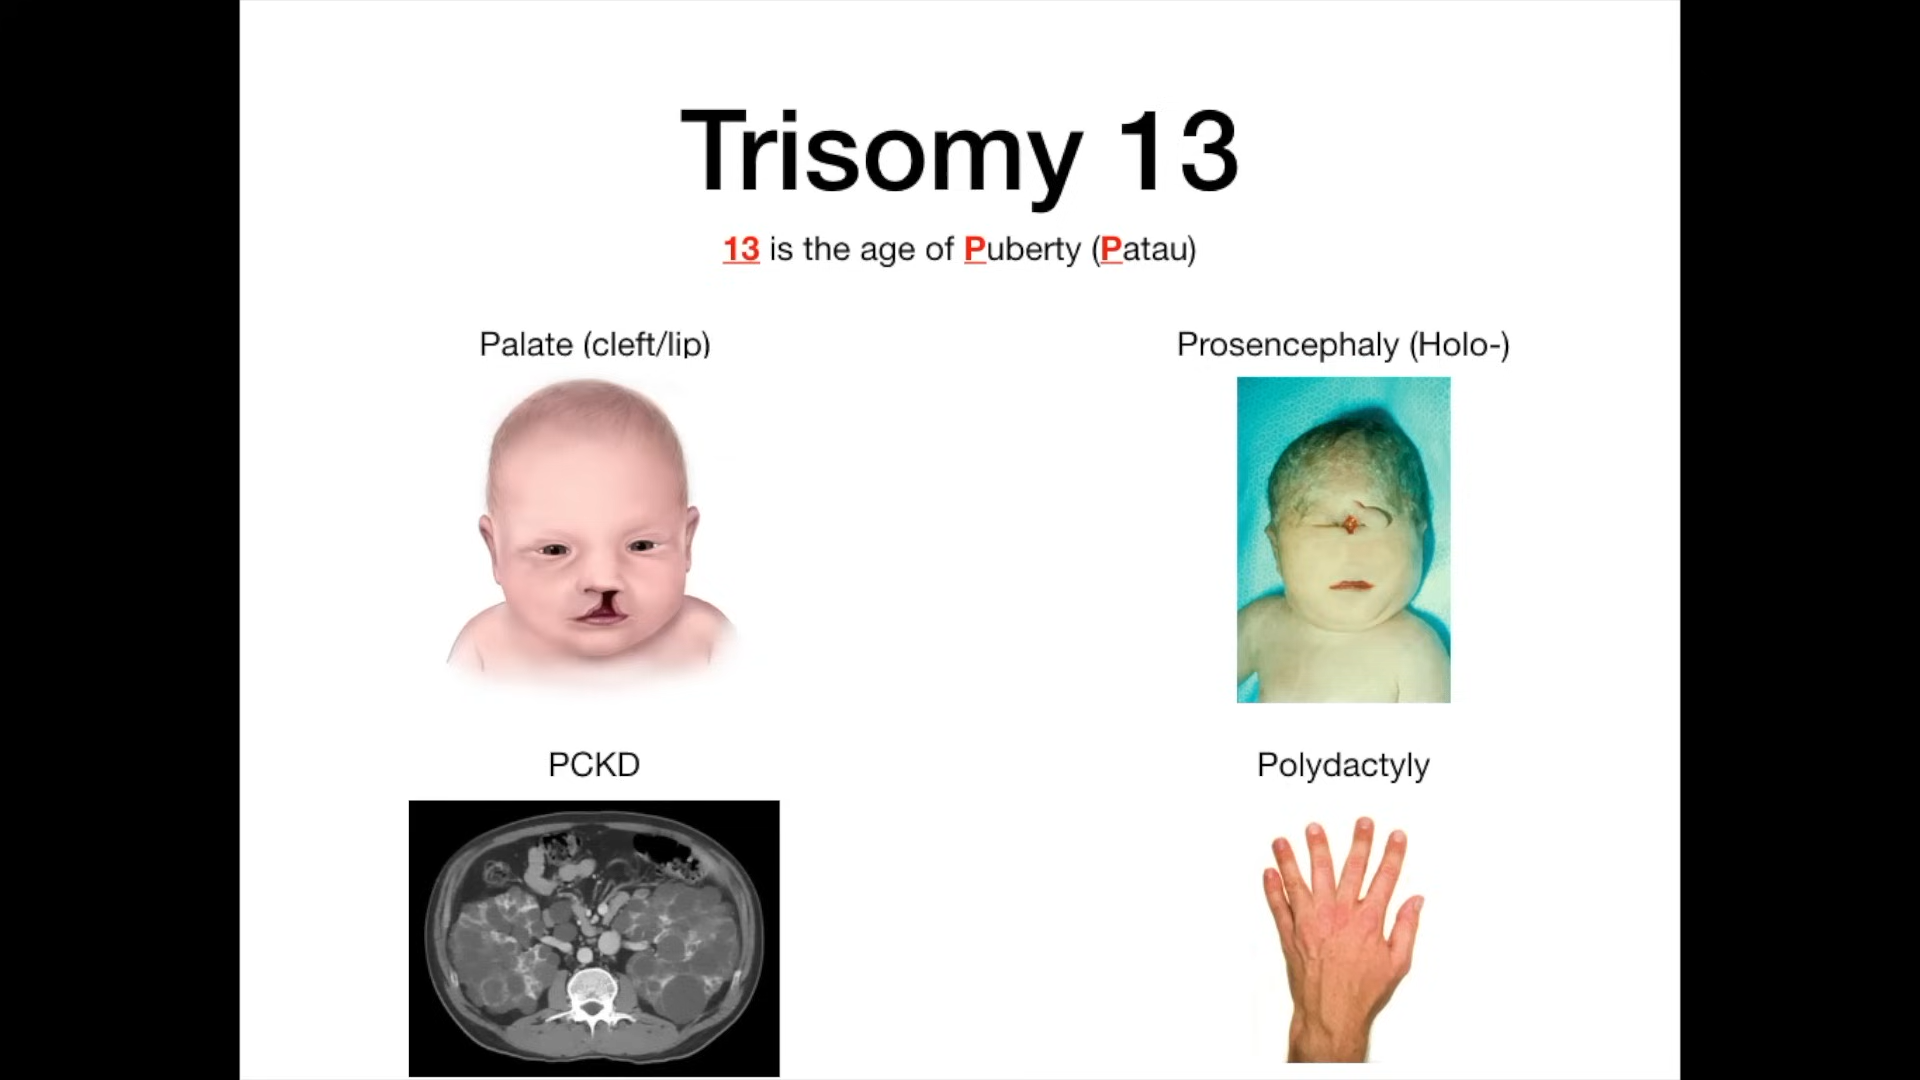 Trisomy 13
13 is the age of Puberty (Patau)
Palate (cleft/lip)
Prosencephaly (Holo-)
PCKD
Polydactyly